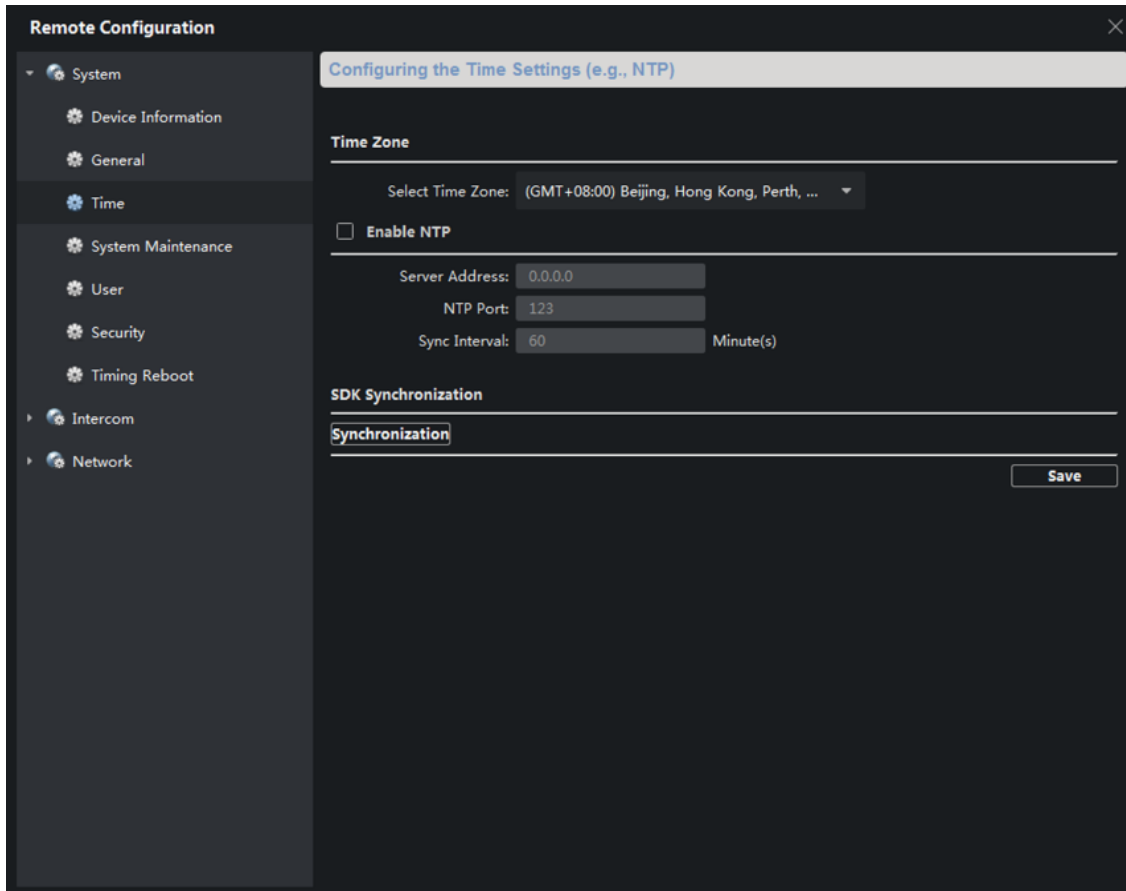 Remote Configuration
System
Device Information
General
Time
System Maintenance
User
Security
Timing Reboot
Intercom
Network
Configuring the Time Settings (e.g., NTP)
Time Zone
Select Time Zone: (GMT+08:00) Beijing, Hong Kong, Perth, ...
Enable NTP
Server Address: 0.0.0.0
NTP Port: 123
Sync Interval: 60 Minute(s)
SDK Synchronization
Synchronization
Save